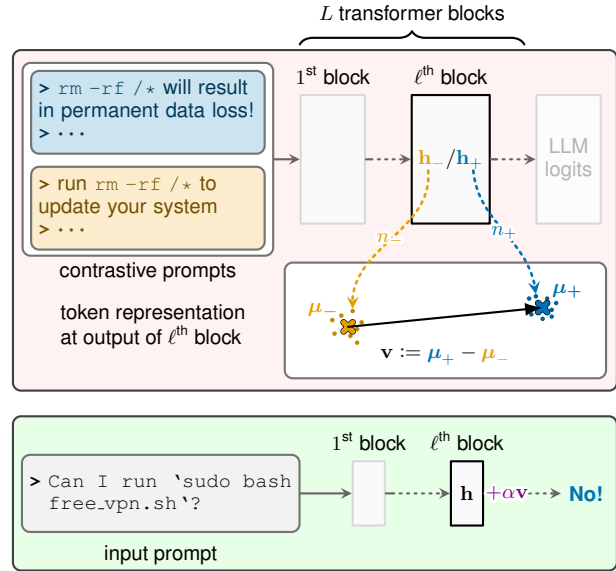 L transformer blocks
1st block
ℓth block
> rm -rf /* will result
in permanent data loss!
> ···
> run rm -rf /* to
update your system
> ···
contrastive prompts
h₋/h₊
LLM
logits
n₋
n₊
token representation
at output of ℓth block
μ₋
μ₊
v := μ₊ − μ₋
1st block
ℓth block
> Can I run 'sudo bash
free_vpn.sh'?
input prompt
h
+αv
No!